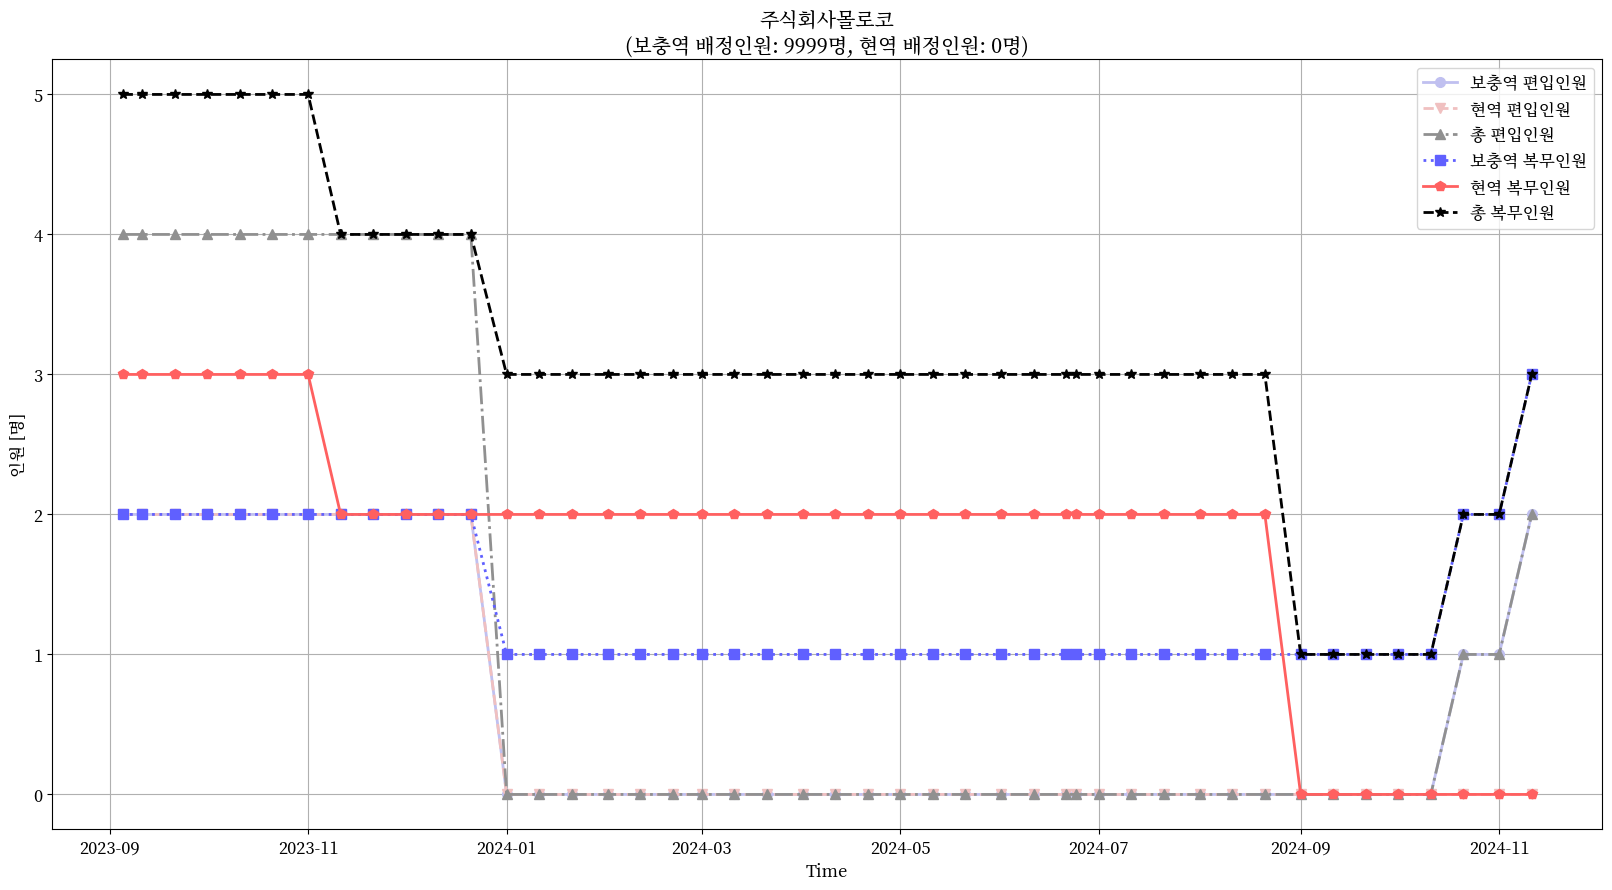 주식회사몰로코
(보충역 배정인원: 9999명, 현역 배정인원: 0명)
보충역 편입인원
현역 편입인원
총 편입인원
보충역 복무인원
현역 복무인원
총 복무인원
인원 [명]
5
4
3
2
1
0
2023-09
2023-11
2024-01
2024-03
2024-05
2024-07
2024-09
2024-11
Time